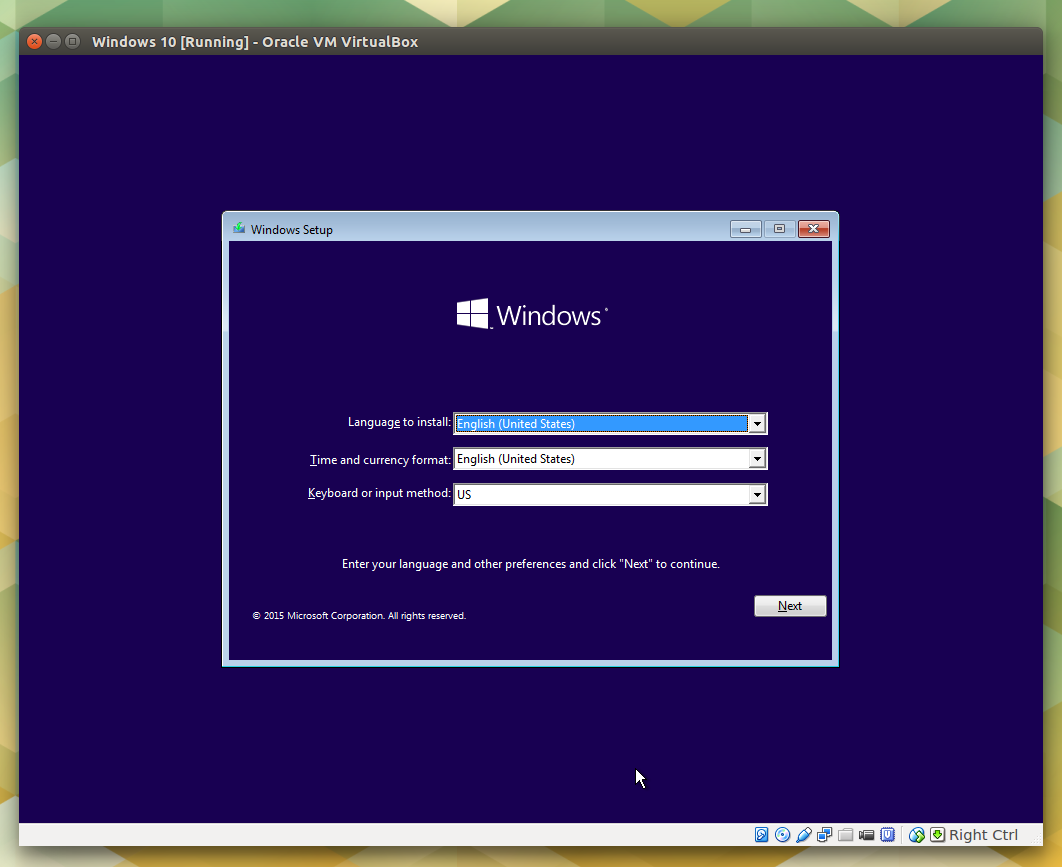 Windows 10 [Running] - Oracle VM VirtualBox
Windows Setup
Windows
Language to install: English (United States)
Time and currency format: English (United States)
Keyboard or input method: US
Enter your language and other preferences and click "Next" to continue.
Next
© 2015 Microsoft Corporation. All rights reserved.
Right Ctrl